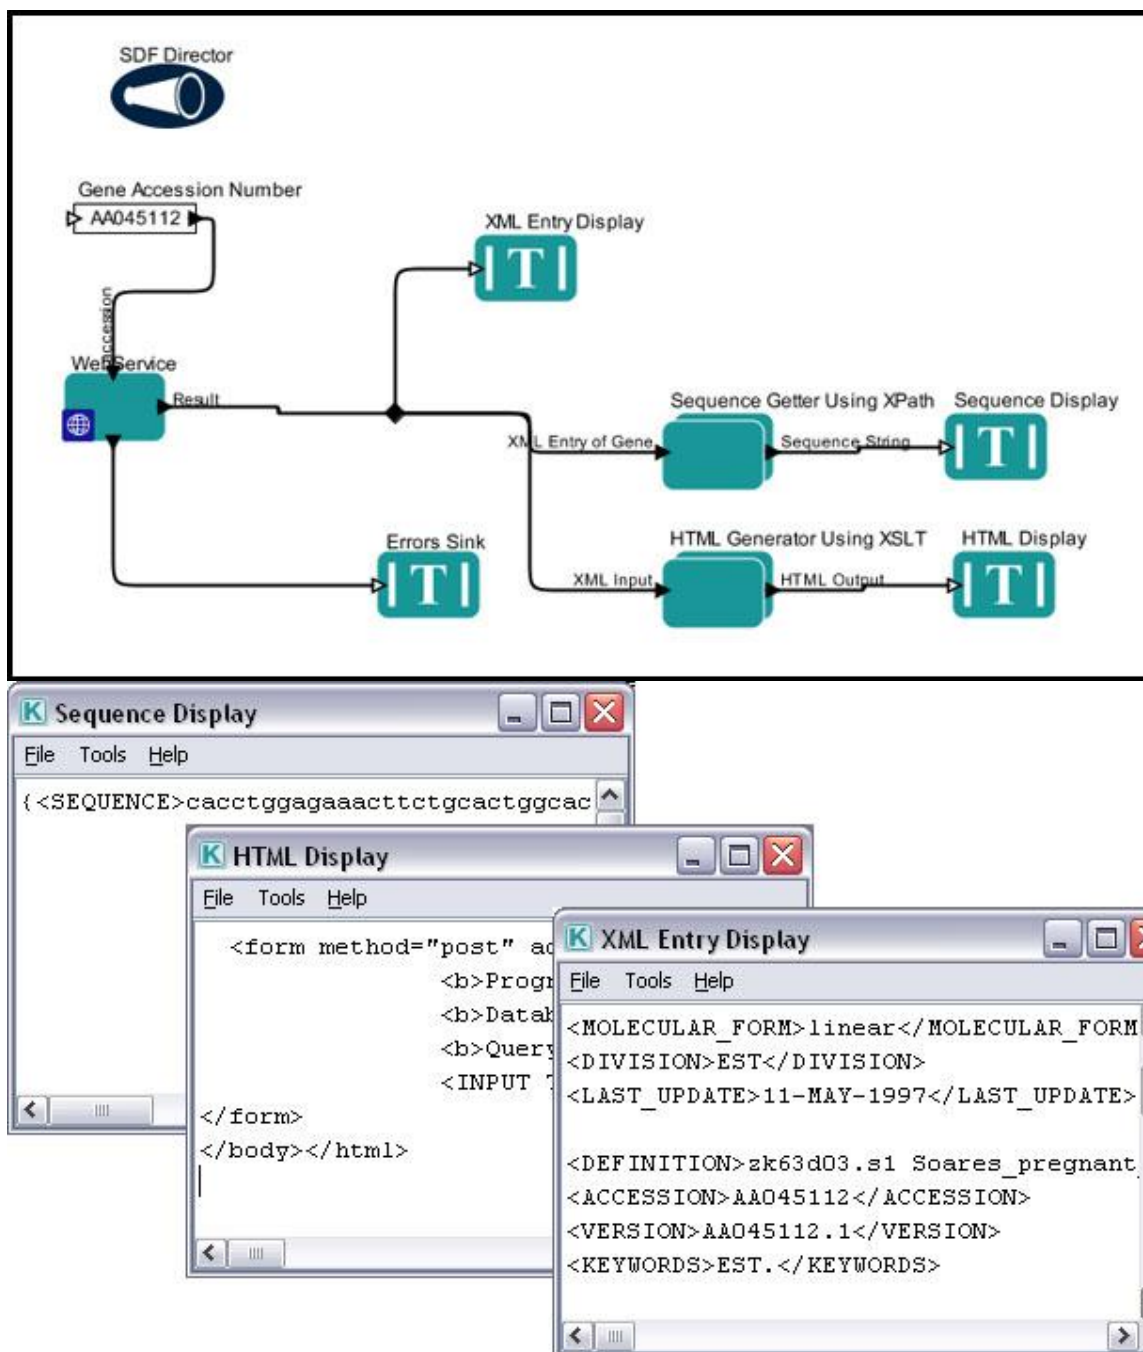 SDF Director
Gene Accession Number
AA045112
XML Entry Display
T
Accession
WebService
Result
Sequence Getter Using XPath
Sequence Display
XML Entry of Gene
Sequence String
T
Errors Sink
T
HTML Generator Using XSLT
HTML Display
XML Input
HTML Output
T
K Sequence Display
File Tools Help
{<SEQUENCE>cacctggagaaacttctgcactggcac
K HTML Display
File Tools Help
<form method="post" ac
<b>Progr
<b>Datab
<b>Query
<INPUT T
</form>
</body></html>
K XML Entry Display
File Tools Help
<MOLECULAR_FORM>linear</MOLECULAR_FORM
<DIVISION>EST</DIVISION>
<LAST_UPDATE>11-MAY-1997</LAST_UPDATE>
<DEFINITION>zk63d03.s1 Soares_pregnant_
<ACCESSION>AA045112</ACCESSION>
<VERSION>AA045112.1</VERSION>
<KEYWORDS>EST.</KEYWORDS>